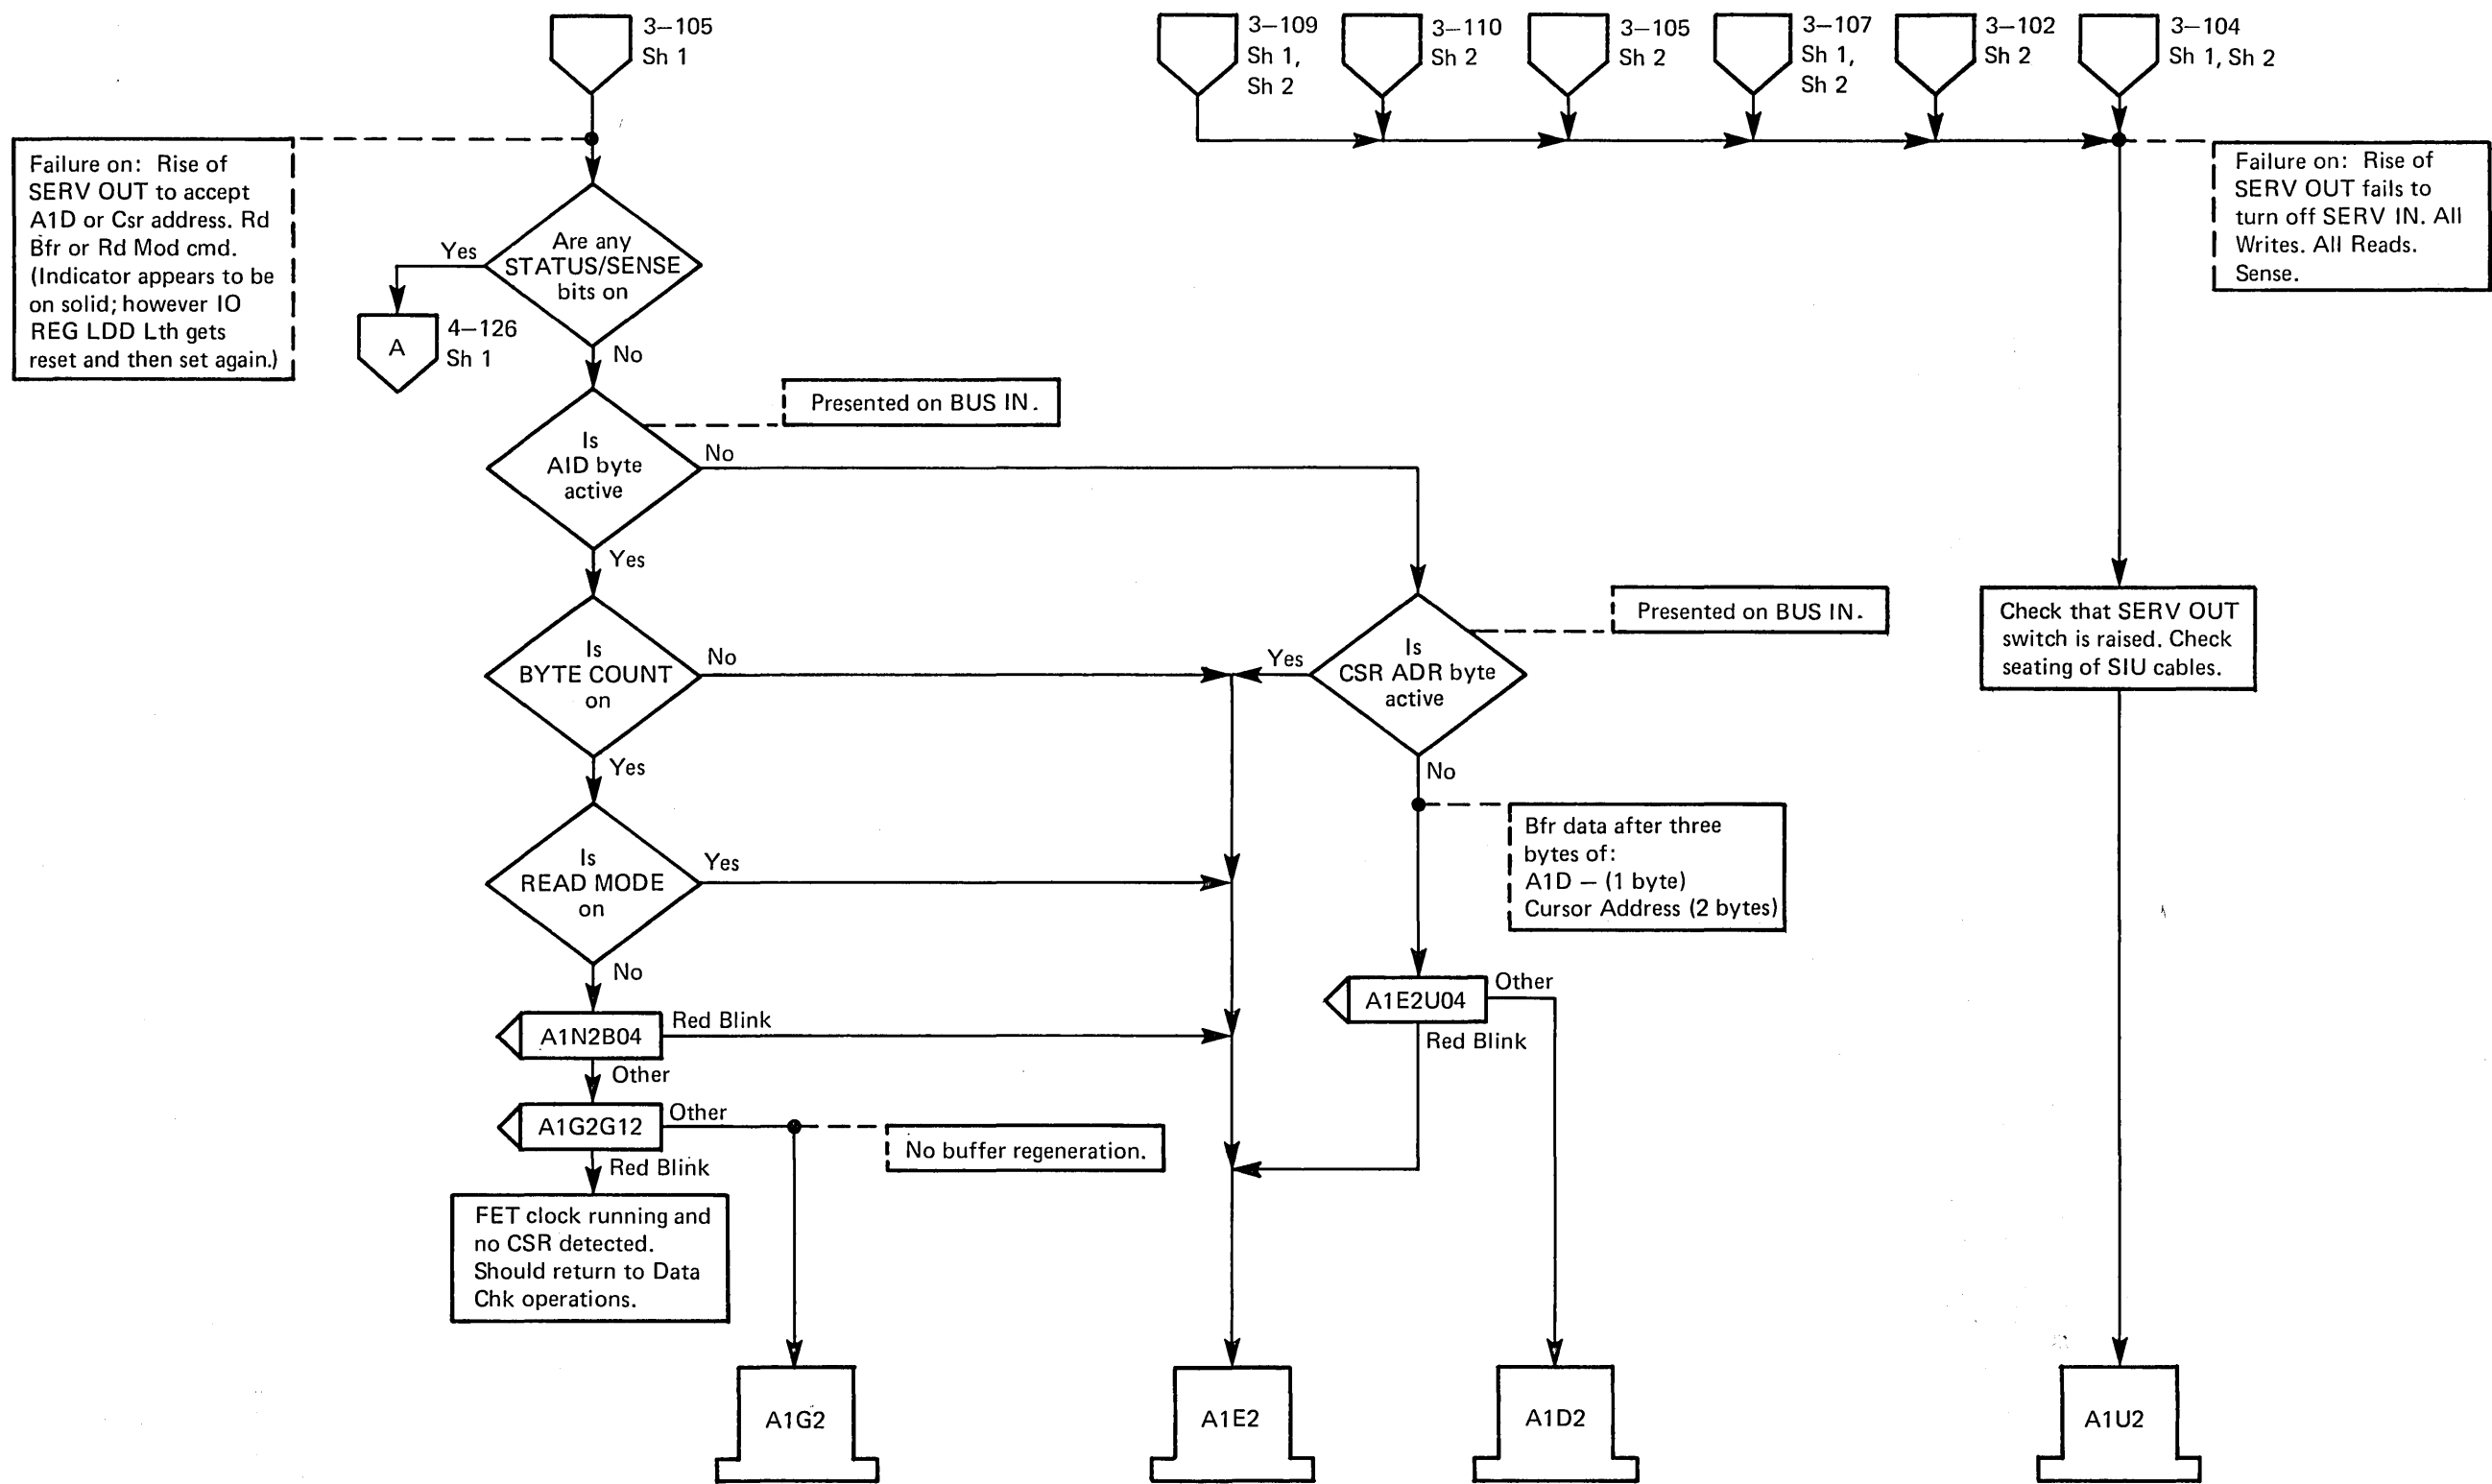 3–105
Sh 1
3–109
Sh 1,
Sh 2
3–110
Sh 2
3–105
Sh 2
3–107
Sh 1,
Sh 2
3–102
Sh 2
3–104
Sh 1, Sh 2
Failure on: Rise of
SERV OUT to accept
A1D or Csr address. Rd
Bfr or Rd Mod cmd.
(Indicator appears to be
on solid; however IO
REG LDD Lth gets
reset and then set again.)
Failure on: Rise of
SERV OUT fails to
turn off SERV IN. All
Writes. All Reads.
Sense.
Are any
STATUS/SENSE
bits on
Yes
No
A
4–126
Sh 1
Presented on BUS IN.
Is
AID byte
active
No
Yes
Presented on BUS IN.
Is
BYTE COUNT
on
No
Yes
Is
CSR ADR byte
active
Yes
No
Check that SERV OUT
switch is raised. Check
seating of SIU cables.
Bfr data after three
bytes of:
A1D – (1 byte)
Cursor Address (2 bytes)
Is
READ MODE
on
Yes
No
A1N2B04
Red Blink
Other
A1E2U04
Other
Red Blink
A1G2G12
Other
Red Blink
No buffer regeneration.
FET clock running and
no CSR detected.
Should return to Data
Chk operations.
A1G2
A1E2
A1D2
A1U2